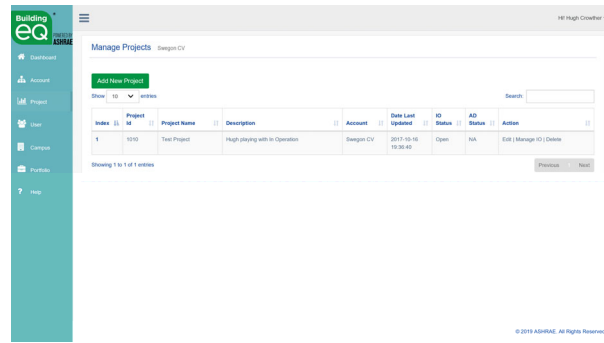 Building
eQ POWERED BY
ASHRAE
Hi! Hugh Crowther
Dashboard
Account
Project
User
Campus
Portfolio
Help
Manage Projects Swegon CV
Add New Project
Show 10 entries
Search:
Index Project Id Project Name Description Account Date Last Updated IO Status AD Status Action
1 1010 Test Project Hugh playing with In Operation Swegon CV 2017-10-16 19:36:40 Open NA Edit | Manage IO | Delete
Showing 1 to 1 of 1 entries
Previous Next
© 2019 ASHRAE. All Rights Reserved